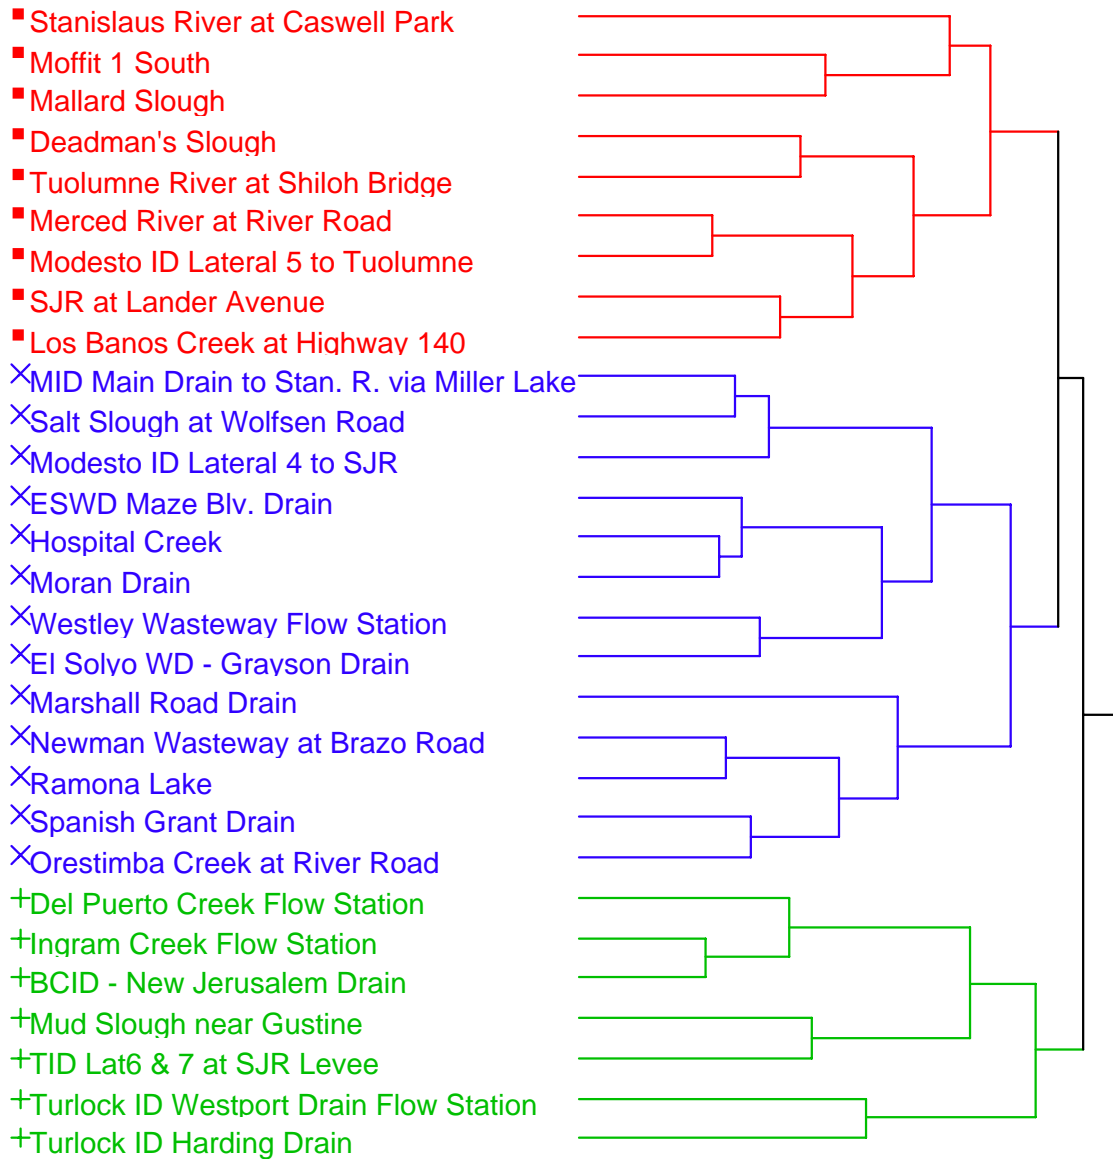 Stanislaus River at Caswell Park
Moffit 1 South
Mallard Slough
Deadman's Slough
Tuolumne River at Shiloh Bridge
Merced River at River Road
Modesto ID Lateral 5 to Tuolumne
SJR at Lander Avenue
Los Banos Creek at Highway 140
MID Main Drain to Stan. R. via Miller Lake
Salt Slough at Wolfsen Road
Modesto ID Lateral 4 to SJR
ESWD Maze Blv. Drain
Hospital Creek
Moran Drain
Westley Wasteway Flow Station
El Solyo WD - Grayson Drain
Marshall Road Drain
Newman Wasteway at Brazo Road
Ramona Lake
Spanish Grant Drain
Orestimba Creek at River Road
Del Puerto Creek Flow Station
Ingram Creek Flow Station
BCID - New Jerusalem Drain
Mud Slough near Gustine
TID Lat6 & 7 at SJR Levee
Turlock ID Westport Drain Flow Station
Turlock ID Harding Drain